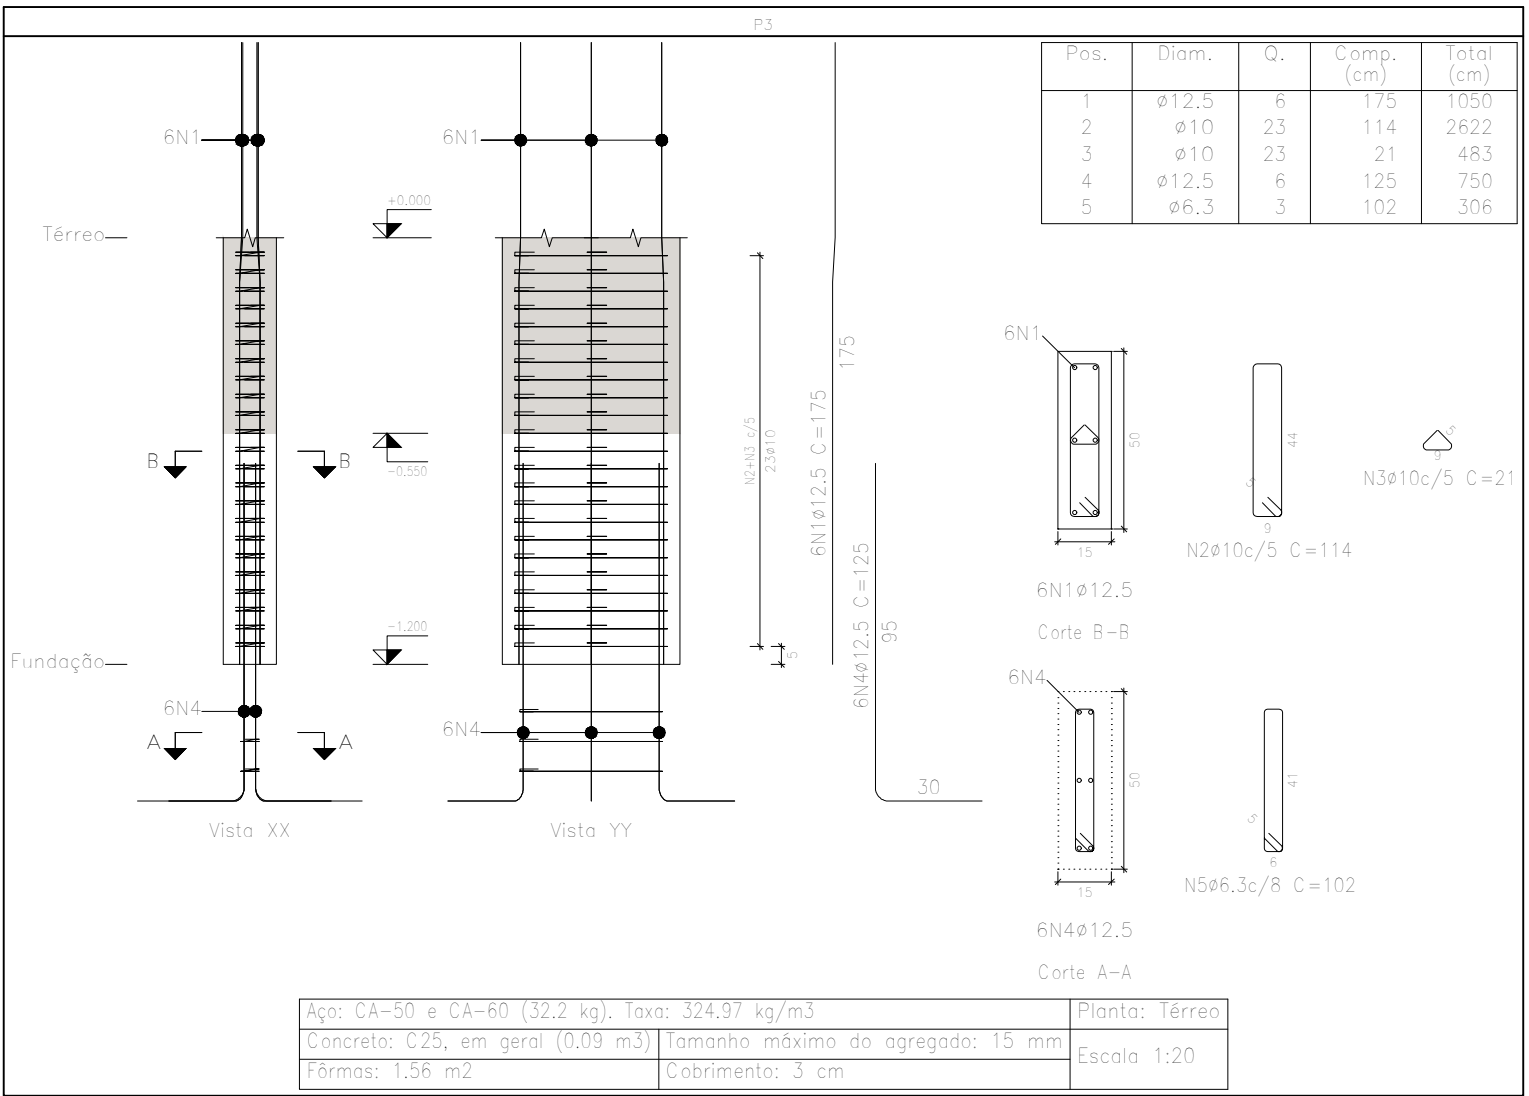 P3
Pos. Diam. Q. Comp. (cm) Total (cm)
1 ø12.5 6 175 1050
2 ø10 23 114 2622
3 ø10 23 21 483
4 ø12.5 6 125 750
5 ø6.3 3 102 306
6N1
6N1
+0.000
Térreo
B
B
-0.550
-1.200
Fundação
6N4
6N4
A
A
Vista XX
Vista YY
N2+N3 c/5
23ø10
5
6N1ø12.5 C=175
175
6N4ø12.5 C=125
95
30
6N1
50
15
6N1ø12.5
Corte B-B
44
5
9
N2ø10c/5 C=114
5
9
N3ø10c/5 C=21
6N4
50
15
6N4ø12.5
Corte A-A
41
5
6
N5ø6.3c/8 C=102
Aço: CA-50 e CA-60 (32.2 kg). Taxa: 324.97 kg/m3
Planta: Térreo
Concreto: C25, em geral (0.09 m3)
Tamanho máximo do agregado: 15 mm
Escala 1:20
Fôrmas: 1.56 m2
Cobrimento: 3 cm